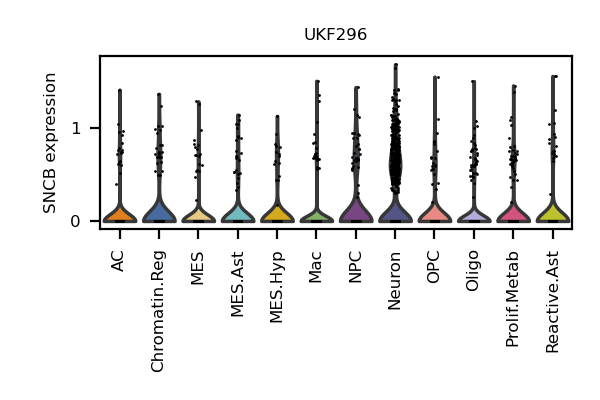 UKF296
SNCB expression
1
0
AC
Chromatin.Reg
MES
MES.Ast
MES.Hyp
Mac
NPC
Neuron
OPC
Oligo
Prolif.Metab
Reactive.Ast